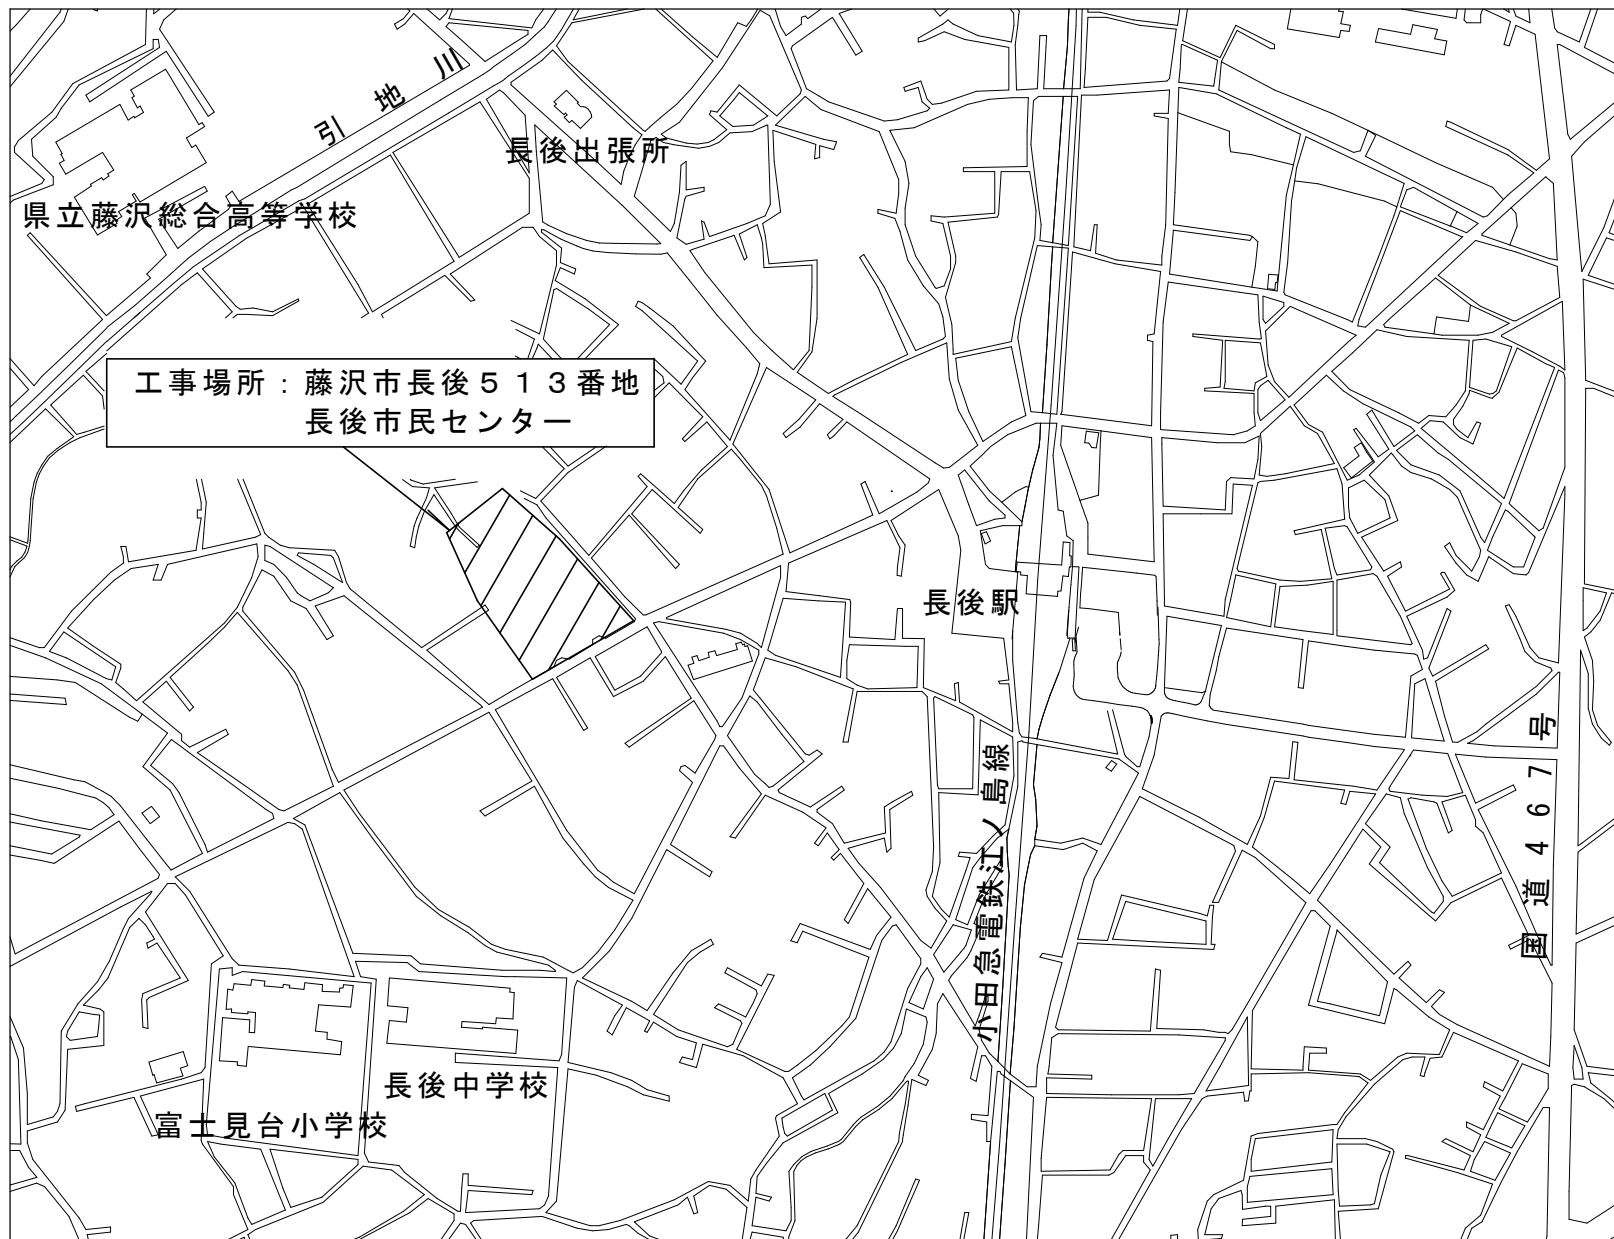 引地川
長後出張所
県立藤沢総合高等学校
工事場所：藤沢市長後５１３番地
長後市民センター
長後駅
小田急電鉄江ノ島線
国道４６７号
長後中学校
富士見台小学校